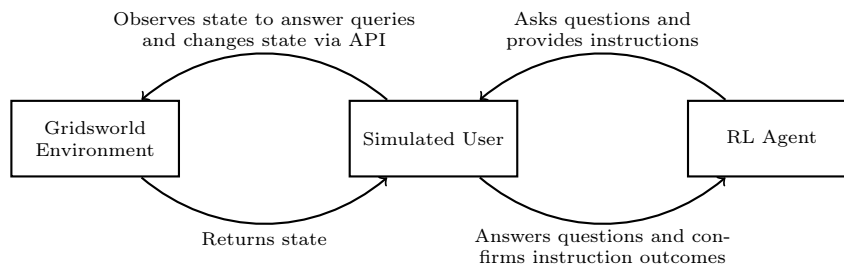 Observes state to answer queries
and changes state via API
Asks questions and
provides instructions
Gridsworld
Environment
Simulated User
RL Agent
Returns state
Answers questions and con-
firms instruction outcomes